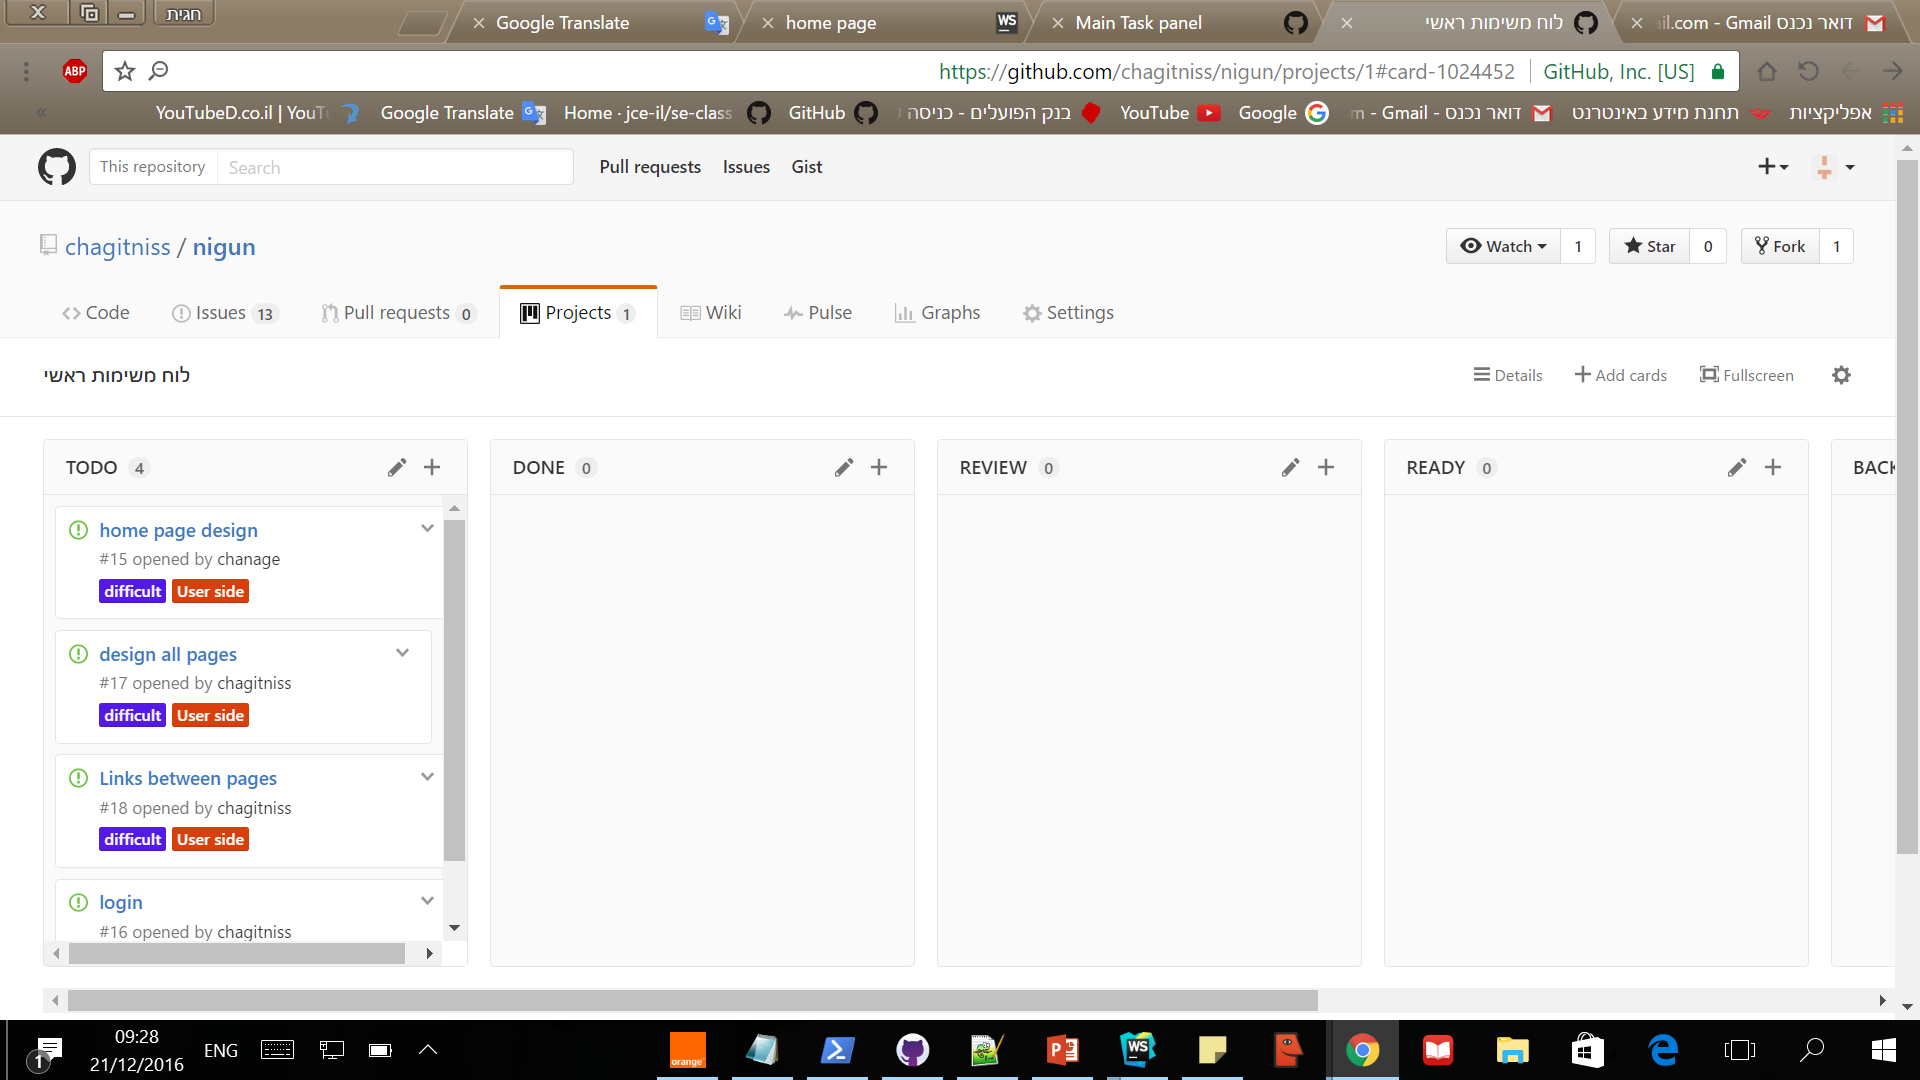 חגית
Google Translate
home page
Main Task panel
לוח משימות ראשי
דואר נכנס - Gmail
ABP
https://github.com/chagitniss/nigun/projects/1#card-1024452
GitHub, Inc. [US]
YouTubeD.co.il |
Google Translate
Home · jce-il/se-class
GitHub
בנק הפועלים - כניסה
YouTube
Google
דואר נכנס - Gmail
תחנת מידע באינטרנט
אפליקציות
This repository
Search
Pull requests
Issues
Gist
chagitniss / nigun
Watch 1
Star 0
Fork 1
Code
Issues 13
Pull requests 0
Projects 1
Wiki
Pulse
Graphs
Settings
לוח משימות ראשי
Details
Add cards
Fullscreen
TODO 4
home page design
#15 opened by chanage
difficult User side
design all pages
#17 opened by chagitniss
difficult User side
Links between pages
#18 opened by chagitniss
difficult User side
login
#16 opened by chagitniss
DONE 0
REVIEW 0
READY 0
BACK
1
09:28
21/12/2016
ENG
orange
WS